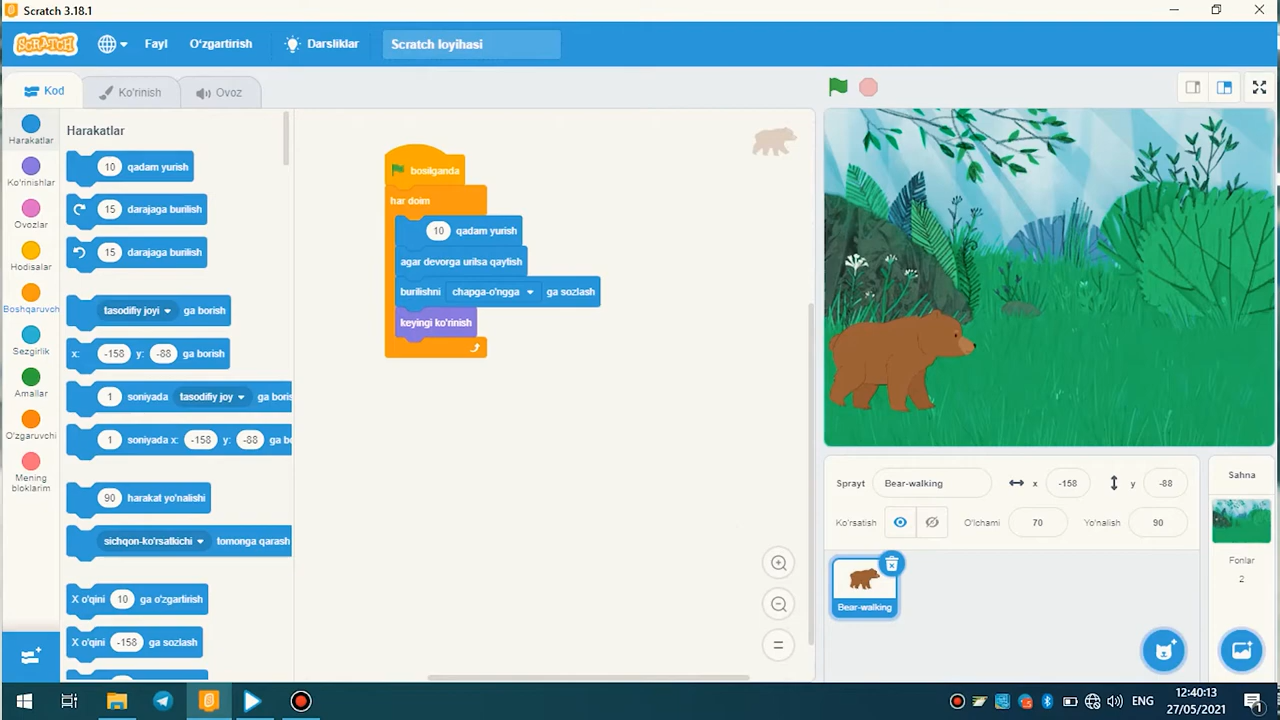 Scratch 3.18.1
SCRATCH
Fayl
O'zgartirish
Darsliklar
Scratch loyihasi
Kod
Ko'rinish
Ovoz
Harakatlar
Ko'rinishlar
Ovozlar
Hodisalar
Boshqaruvchi
Sezgirlik
Amallar
O'zgaruvchi
Mening
bloklarim
Harakatlar
10 qadam yurish
15 darajaga burilish
15 darajaga burilish
tasodifiy joyi ga borish
x: -158 y: -88 ga borish
1 soniyada tasodifiy joy ga boris
1 soniyada x: -158 y: -88 ga bo
90 harakat yo'nalishi
sichqon-ko'rsatkichi tomonga qarash
X o'qini 10 ga o'zgartirish
X o'qini -158 ga sozlash
bosilganda
har doim
10 qadam yurish
agar devorga urilsa qaytish
burilishni chapga-o'ngga ga sozlash
keyingi ko'rinish
Sprayt Bear-walking x -158 y -88
Ko'rsatish O'lchami 70 Yo'nalish 90
Bear-walking
Sahna
Fonlar
2
ENG
12:40:13
27/05/2021
1